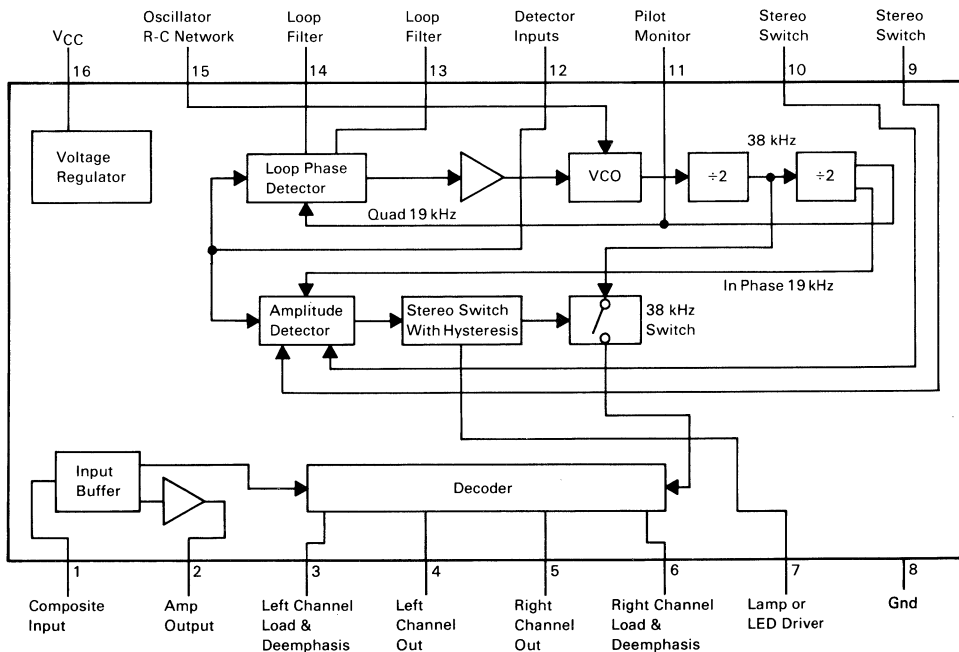 VCC
Oscillator
R-C Network
Loop
Filter
Loop
Filter
Detector
Inputs
Pilot
Monitor
Stereo
Switch
Stereo
Switch
16
15
14
13
12
11
10
9
Voltage
Regulator
Loop Phase
Detector
VCO
÷2
38 kHz
÷2
Quad 19 kHz
In Phase 19 kHz
Amplitude
Detector
Stereo Switch
With Hysteresis
38 kHz
Switch
Input
Buffer
Decoder
1
2
3
4
5
6
7
8
Composite
Input
Amp
Output
Left Channel
Load &
Deemphasis
Left
Channel
Out
Right
Channel
Out
Right Channel
Load &
Deemphasis
Lamp or
LED Driver
Gnd